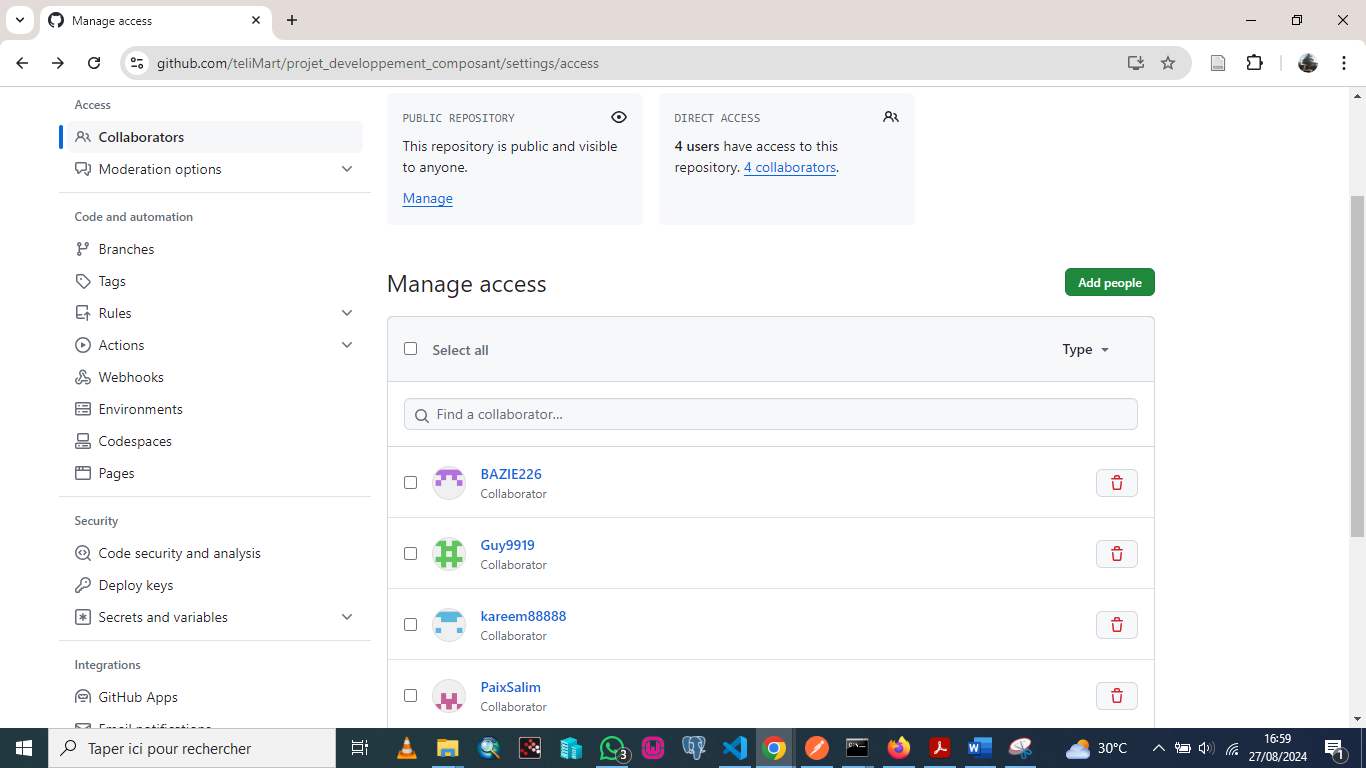 Manage access
github.com/teliMart/projet_developpement_composant/settings/access
Access
Collaborators
Moderation options
Code and automation
Branches
Tags
Rules
Actions
Webhooks
Environments
Codespaces
Pages
Security
Code security and analysis
Deploy keys
Secrets and variables
Integrations
GitHub Apps
Email notifications
PUBLIC REPOSITORY
This repository is public and visible
to anyone.
Manage
DIRECT ACCESS
4 users have access to this
repository. 4 collaborators.
Manage access
Add people
Select all
Type
Find a collaborator...
BAZIE226
Collaborator
Guy9919
Collaborator
kareem88888
Collaborator
PaixSalim
Collaborator
Taper ici pour rechercher
3
30°C
16:59
27/08/2024
1